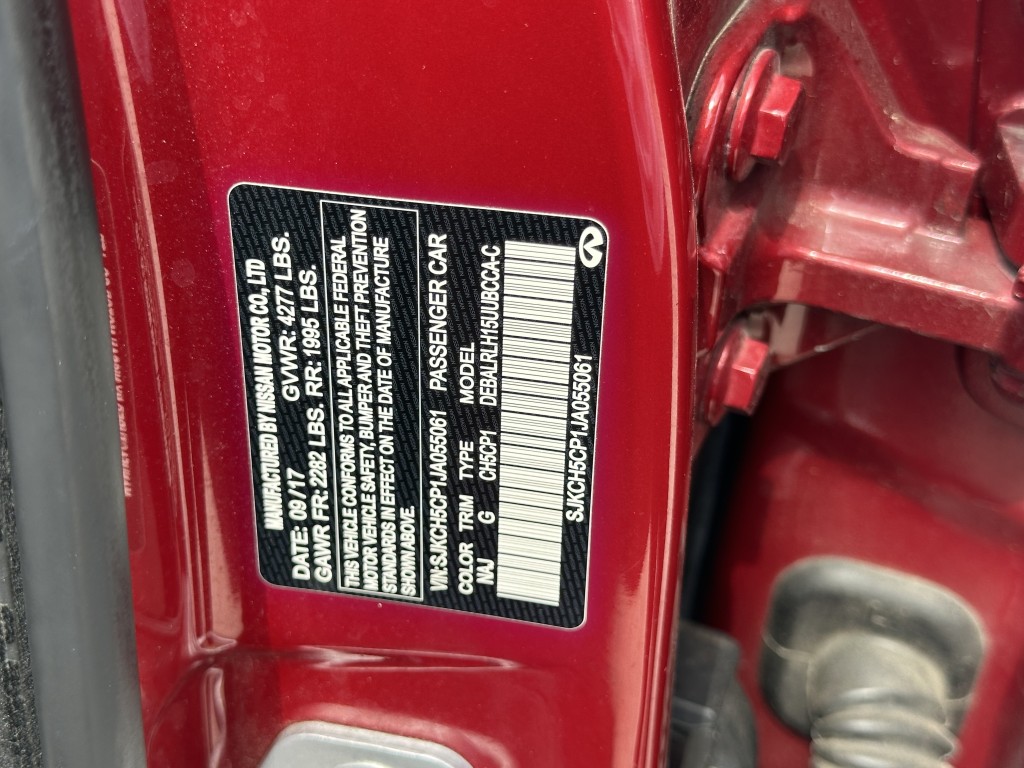 MANUFACTURED BY NISSAN MOTOR CO., LTD
DATE: 09/17 GVWR: 4277 LBS.
GAWR FR: 2282 LBS. RR: 1995 LBS.
THIS VEHICLE CONFORMS TO ALL APPLICABLE FEDERAL
MOTOR VEHICLE SAFETY, BUMPER, AND THEFT PREVENTION
STANDARDS IN EFFECT ON THE DATE OF MANUFACTURE
SHOWN ABOVE.
VIN: SJKCH5CP1JA055061 PASSENGER CAR
COLOR TRIM TYPE MODEL
NAJ G CH5CP1 DEBALRLH15UUBCCA-C
SJKCH5CP1JA055061